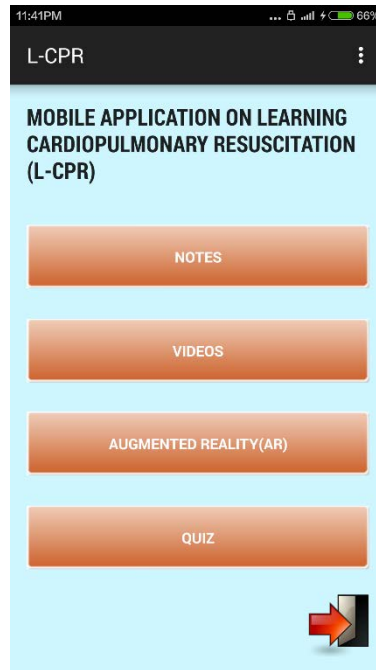 11:41PM ... 66%
L-CPR
MOBILE APPLICATION ON LEARNING
CARDIOPULMONARY RESUSCITATION
(L-CPR)
NOTES
VIDEOS
AUGMENTED REALITY(AR)
QUIZ